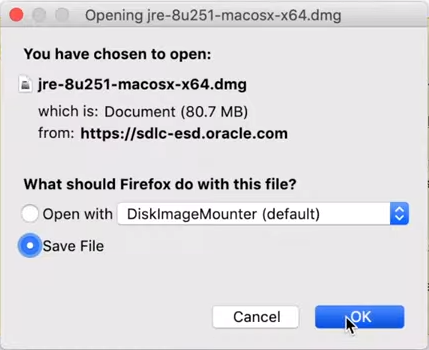 Opening jre-8u251-macosx-x64.dmg
You have chosen to open:
jre-8u251-macosx-x64.dmg
which is: Document (80.7 MB)
from: https://sdlc-esd.oracle.com
What should Firefox do with this file?
Open with DiskImageMounter (default)
Save File
Cancel OK